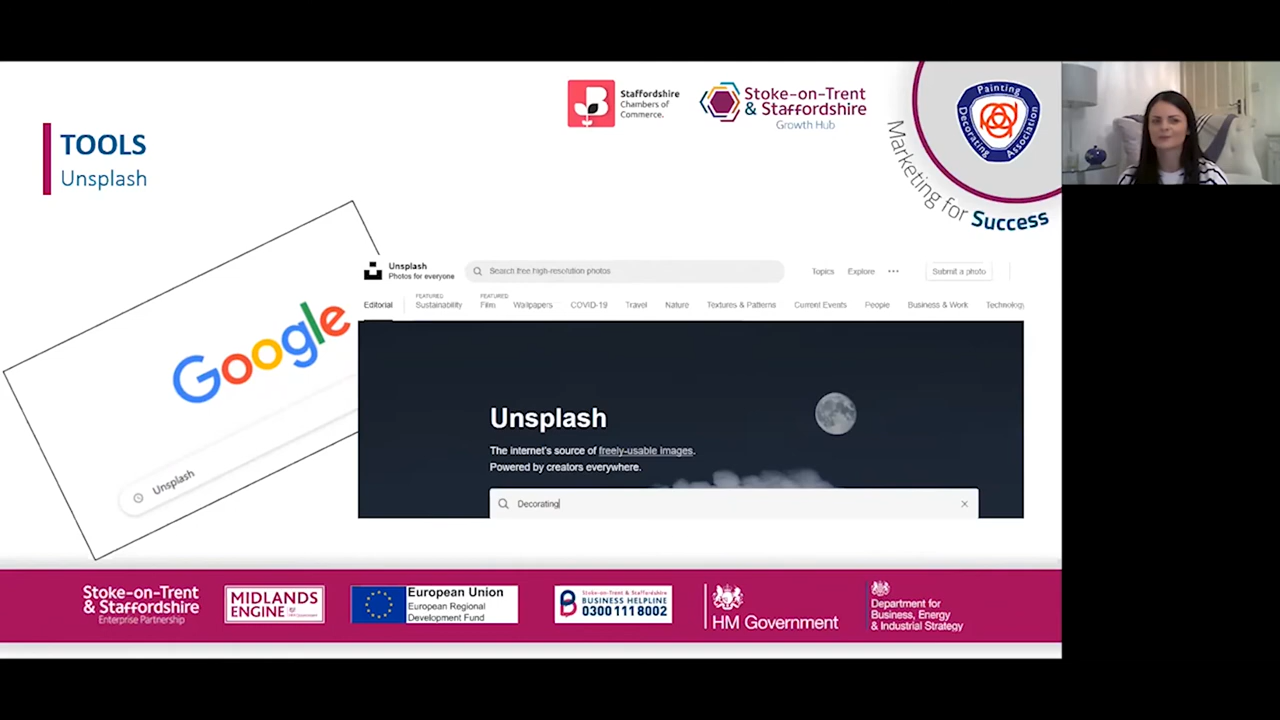 TOOLS
Unsplash
Staffordshire
Chambers of
Commerce.
Stoke-on-Trent
& Staffordshire
Growth Hub
Painting
Decorating
Association
Marketing for Success
Google
Unsplash
Unsplash
Photos for everyone
Search free high-resolution photos
Topics
Explore
Submit a photo
Editorial
FEATURED
Sustainability
FEATURED
Film
Wallpapers
COVID-19
Travel
Nature
Textures & Patterns
Current Events
People
Business & Work
Technology
Unsplash
The internet's source of freely-usable images.
Powered by creators everywhere.
Decorating
Stoke-on-Trent
& Staffordshire
Enterprise Partnership
MIDLANDS
ENGINE
European Union
European Regional
Development Fund
Stoke-on-Trent & Staffordshire
BUSINESS HELPLINE
0300 111 8002
HM Government
Department for
Business, Energy
& Industrial Strategy